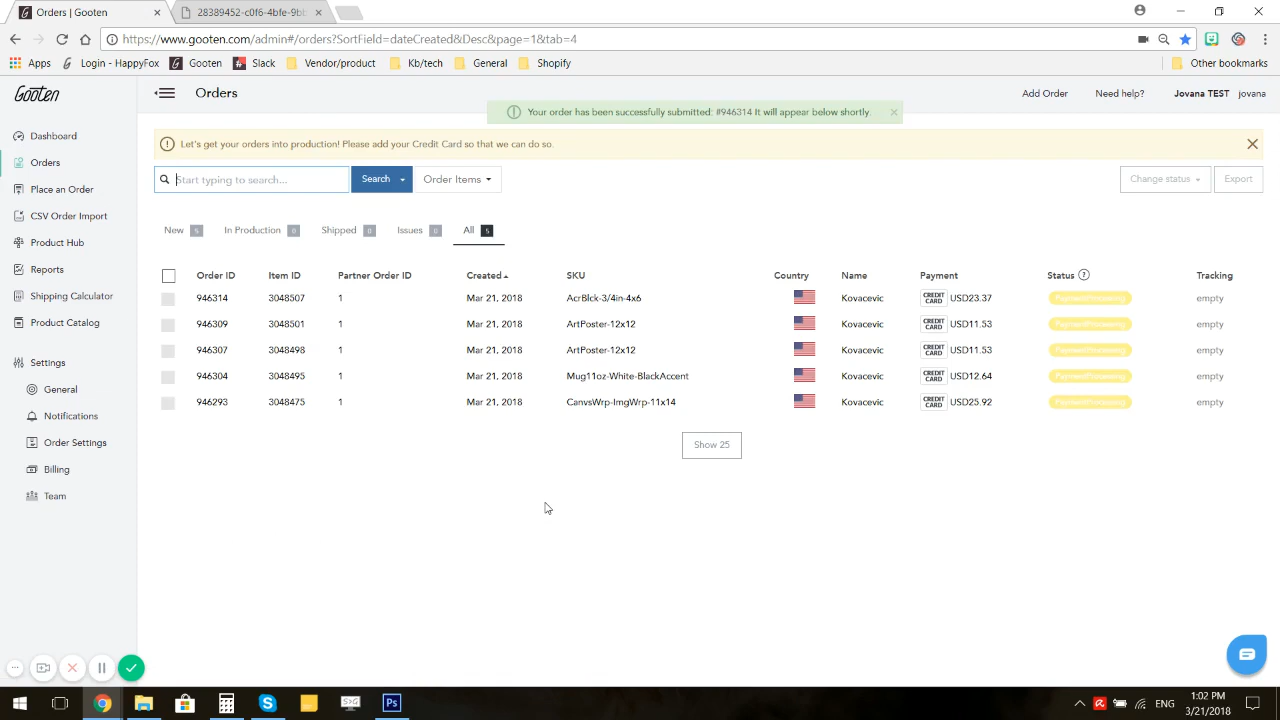 Orders | Gooten
28389452-c0f6-4bfe-9bb
https://www.gooten.com/admin#/orders?SortField=dateCreated&Desc&page=1&tab=4
Apps
Login - HappyFox
Gooten
Slack
Vendor/product
Kb/tech
General
Shopify
Other bookmarks
Gooten
Orders
Add Order
Need help?
Jovana TEST
jovana
Your order has been successfully submitted: #946314 It will appear below shortly.
Let's get your orders into production! Please add your Credit Card so that we can do so.
Start typing to search...
Search
Order Items
Change status
Export
Dashboard
Orders
Place an Order
CSV Order Import
Product Hub
Reports
Shipping Calculator
Product Catalog
Settings
General
Notifications
Order Settings
Billing
Team
New 5 In Production 0 Shipped 0 Issues 0 All 5
Order ID Item ID Partner Order ID Created SKU Country Name Payment Status ? Tracking
946314 3048507 1 Mar 21, 2018 AcrBlck-3/4in-4x6 Kovacevic CREDIT CARD USD23.37 PaymentProcessing empty
946309 3048501 1 Mar 21, 2018 ArtPoster-12x12 Kovacevic CREDIT CARD USD11.53 PaymentProcessing empty
946307 3048498 1 Mar 21, 2018 ArtPoster-12x12 Kovacevic CREDIT CARD USD11.53 PaymentProcessing empty
946304 3048495 1 Mar 21, 2018 Mug11oz-White-BlackAccent Kovacevic CREDIT CARD USD12.64 PaymentProcessing empty
946293 3048475 1 Mar 21, 2018 CanvsWrp-ImgWrp-11x14 Kovacevic CREDIT CARD USD25.92 PaymentProcessing empty
Show 25
Ps
ENG
1:02 PM
3/21/2018